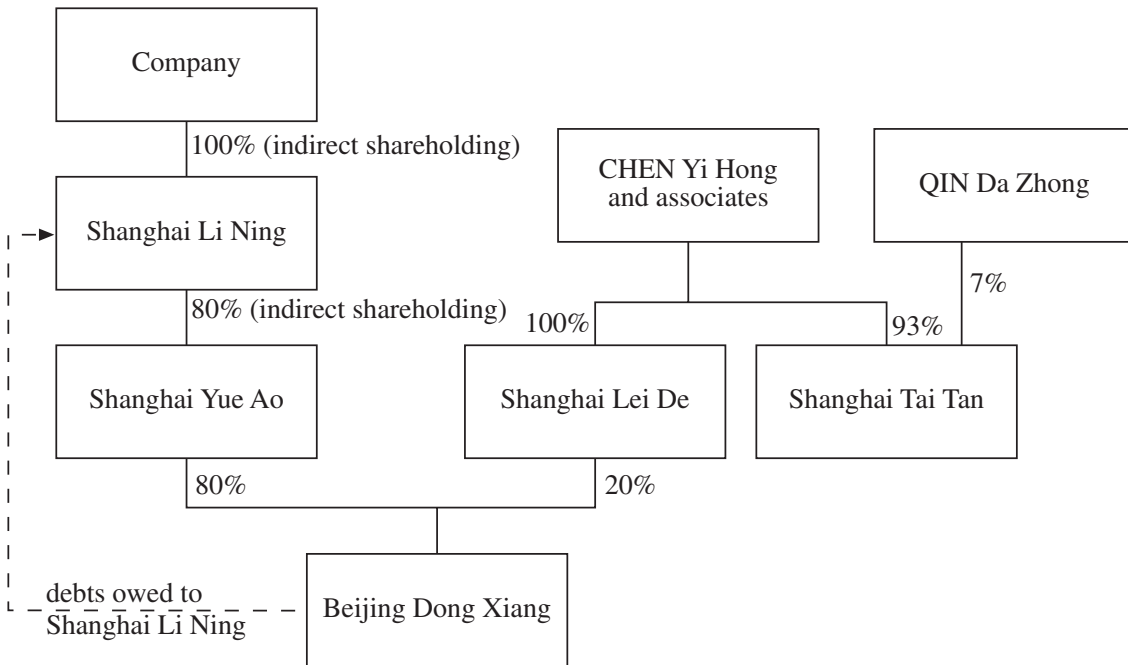 Company
100% (indirect shareholding)
CHEN Yi Hong
and associates
QIN Da Zhong
Shanghai Li Ning
7%
80% (indirect shareholding)
100%
93%
Shanghai Yue Ao
Shanghai Lei De
Shanghai Tai Tan
80%
20%
debts owed to
Shanghai Li Ning
Beijing Dong Xiang